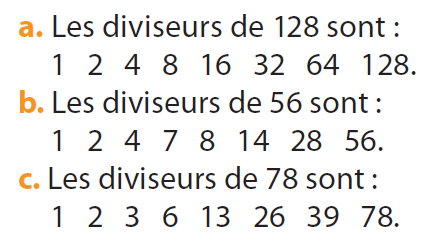 a. Les diviseurs de 128 sont :
1 2 4 8 16 32 64 128.
b. Les diviseurs de 56 sont :
1 2 4 7 8 14 28 56.
c. Les diviseurs de 78 sont :
1 2 3 6 13 26 39 78.